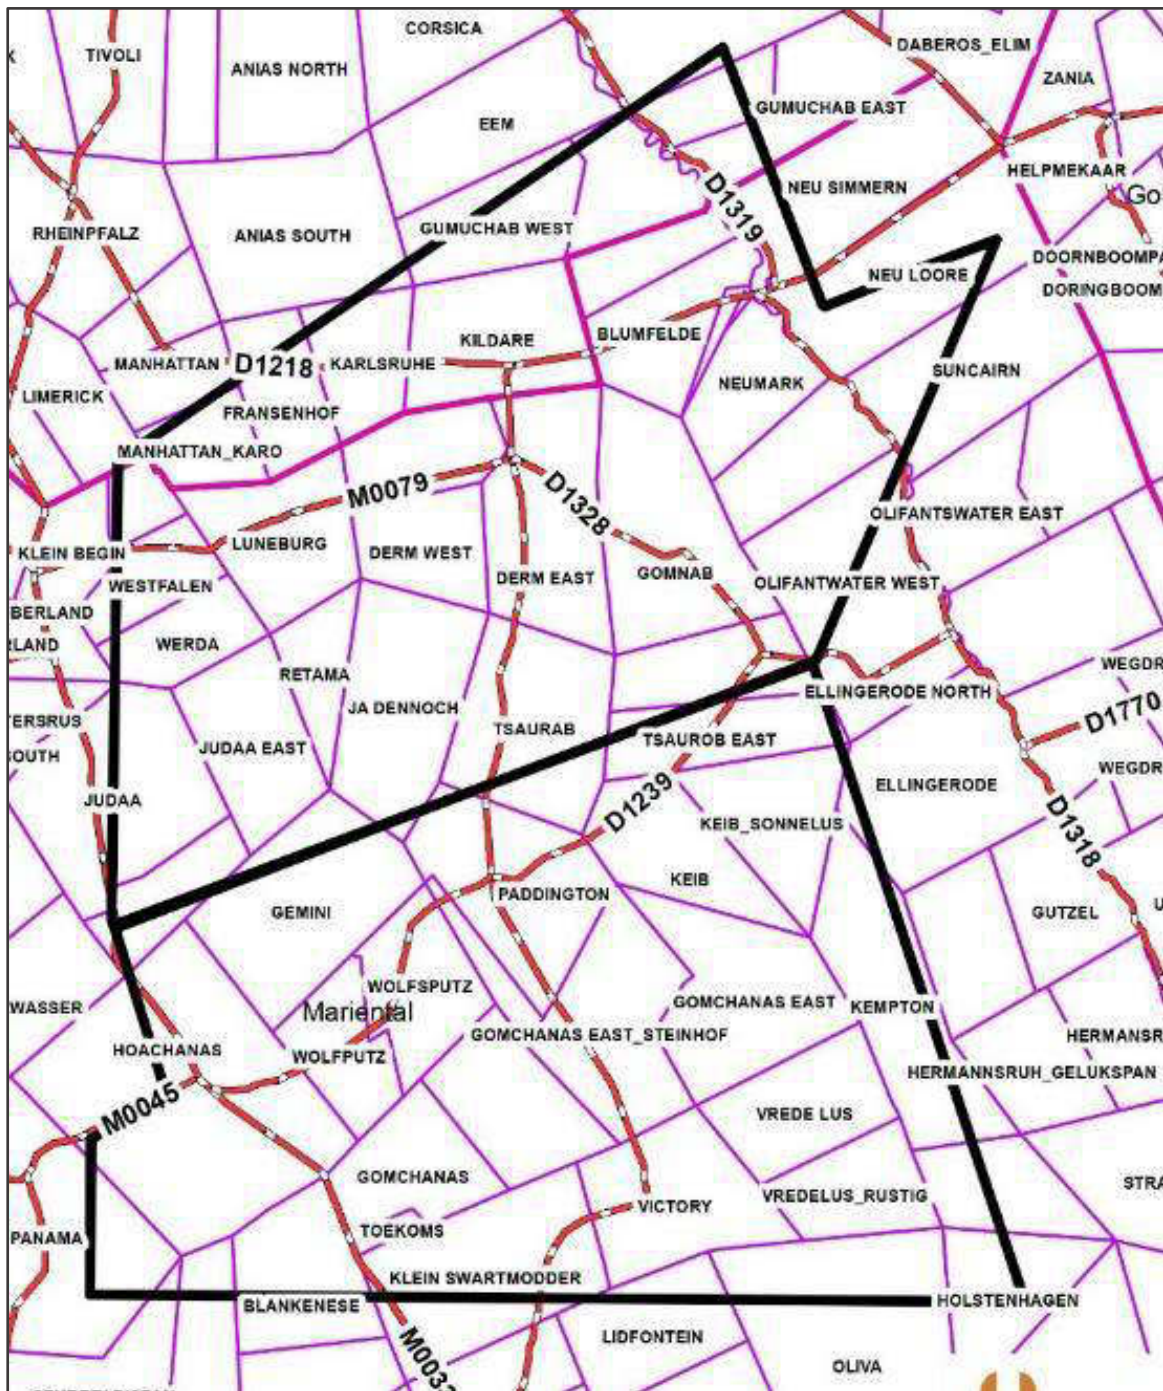 CORSICA
TIVOLI
DABEROS_ELIM
ANIAS NORTH
ZANIA
GUMUCHAB EAST
EEM
HELPMEKAAR
NEU SIMMERN
Go
D1319
GUMUCHAB WEST
RHEINPFALZ
ANIAS SOUTH
DOORNBOOMPA
NEU LOORE
DORINGBOOM
BLUMFELDE
KILDARE
MANHATTAN
D1218
KARLSRUHE
SUNCAIRN
NEUMARK
LIMERICK
FRANSENHOF
MANHATTAN_KARO
M0079
D1328
OLIFANTSWATER EAST
LUNEBURG
KLEIN BEGIN
DERM WEST
GOMNAB
DERM EAST
OLIFANTWATER WEST
WESTFALEN
BERLAND
RLAND
WERDA
WEGDR
RETAMA
ELLINGERODE NORTH
JA DENNOCH
D1770
TERSRUS
TSAURAB
TSAUROB EAST
JUDAA EAST
SOUTH
WEGDR
ELLINGERODE
JUDAA
D1239
KEIB_SONNELUS
D1318
KEIB
PADDINGTON
GEMINI
GUTZEL
WOLFSPUTZ
GOMCHANAS EAST
KEMPTON
WASSER
Mariental
GOMCHANAS EAST_STEINHOF
HERMANSR
HOACHANAS
WOLFPUTZ
HERMANNSRUH_GELUKSPAN
M0045
VREDE LUS
GOMCHANAS
STRA
VREDELUS_RUSTIG
VICTORY
TOEKOMS
PANAMA
KLEIN SWARTMODDER
HOLSTENHAGEN
BLANKENESE
LIDFONTEIN
M0033
OLIVA